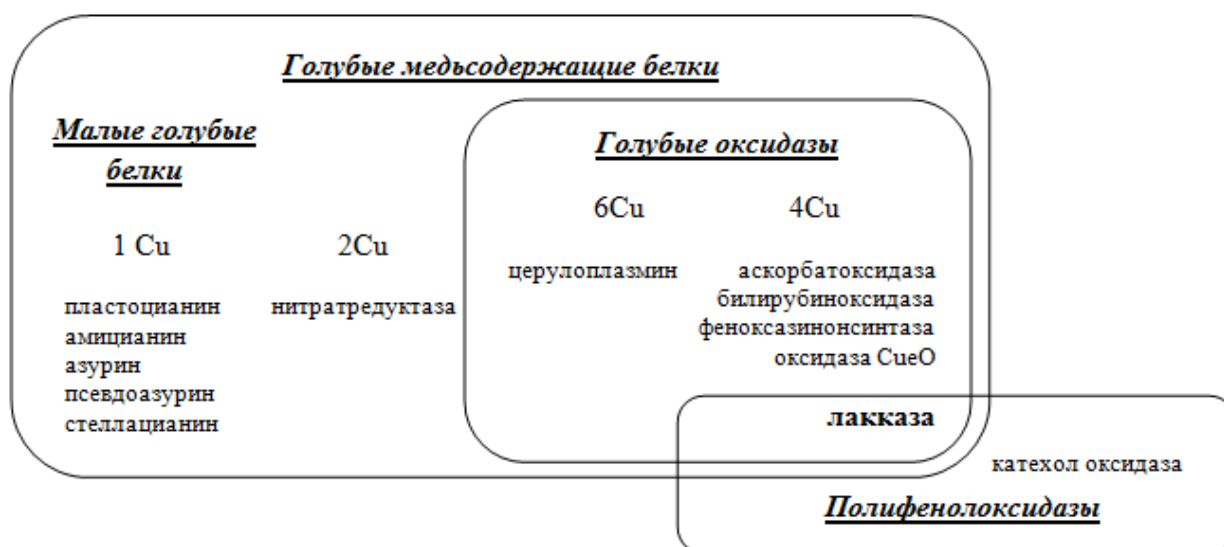 Голубые медьсодержащие белки
Малые голубые
белки
Голубые оксидазы
6Cu
4Cu
1 Cu
2Cu
церулоплазмин
аскорбатоксидаза
билирубиноксидаза
феноксазинонсинтаза
оксидаза CueO
пластоцианин
амицианин
азурин
псевдоазурин
стеллацианин
нитратредуктаза
лакказа
катехол оксидаза
Полифенолоксидазы